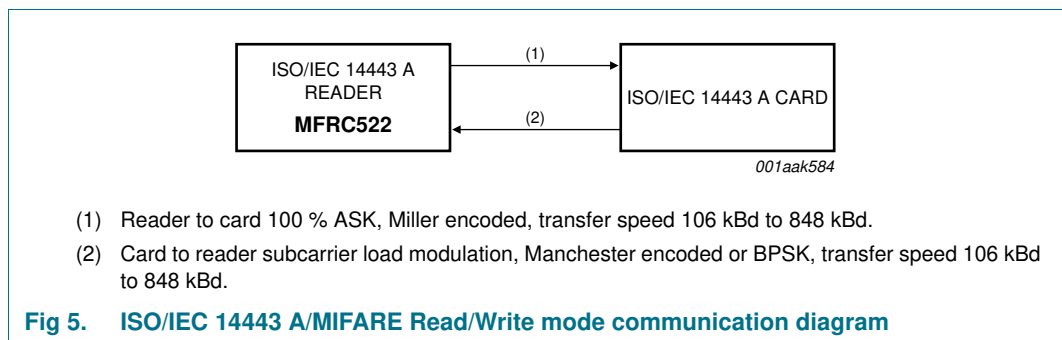 (1)
ISO/IEC 14443 A
READER
MFRC522
ISO/IEC 14443 A CARD
(2)
001aak584
(1) Reader to card 100 % ASK, Miller encoded, transfer speed 106 kBd to 848 kBd.
(2) Card to reader subcarrier load modulation, Manchester encoded or BPSK, transfer speed 106 kBd
to 848 kBd.
Fig 5. ISO/IEC 14443 A/MIFARE Read/Write mode communication diagram